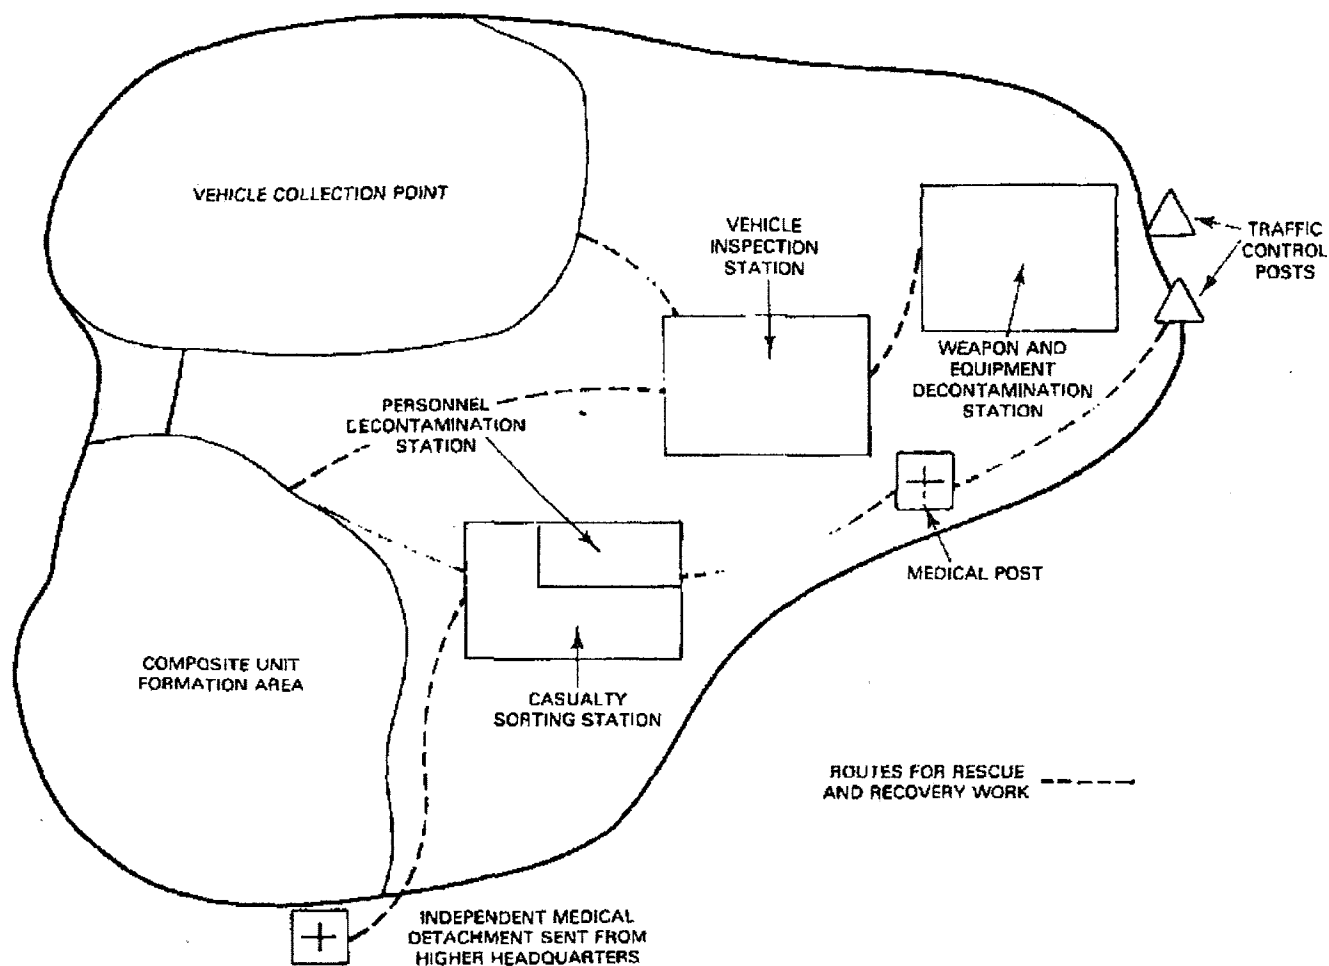 VEHICLE COLLECTION POINT
VEHICLE
INSPECTION
STATION
TRAFFIC
CONTROL
POSTS
WEAPON AND
EQUIPMENT
DECONTAMINATION
STATION
PERSONNEL
DECONTAMINATION
STATION
MEDICAL POST
COMPOSITE UNIT
FORMATION AREA
CASUALTY
SORTING STATION
ROUTES FOR RESCUE
AND RECOVERY WORK
INDEPENDENT MEDICAL
DETACHMENT SENT FROM
HIGHER HEADQUARTERS